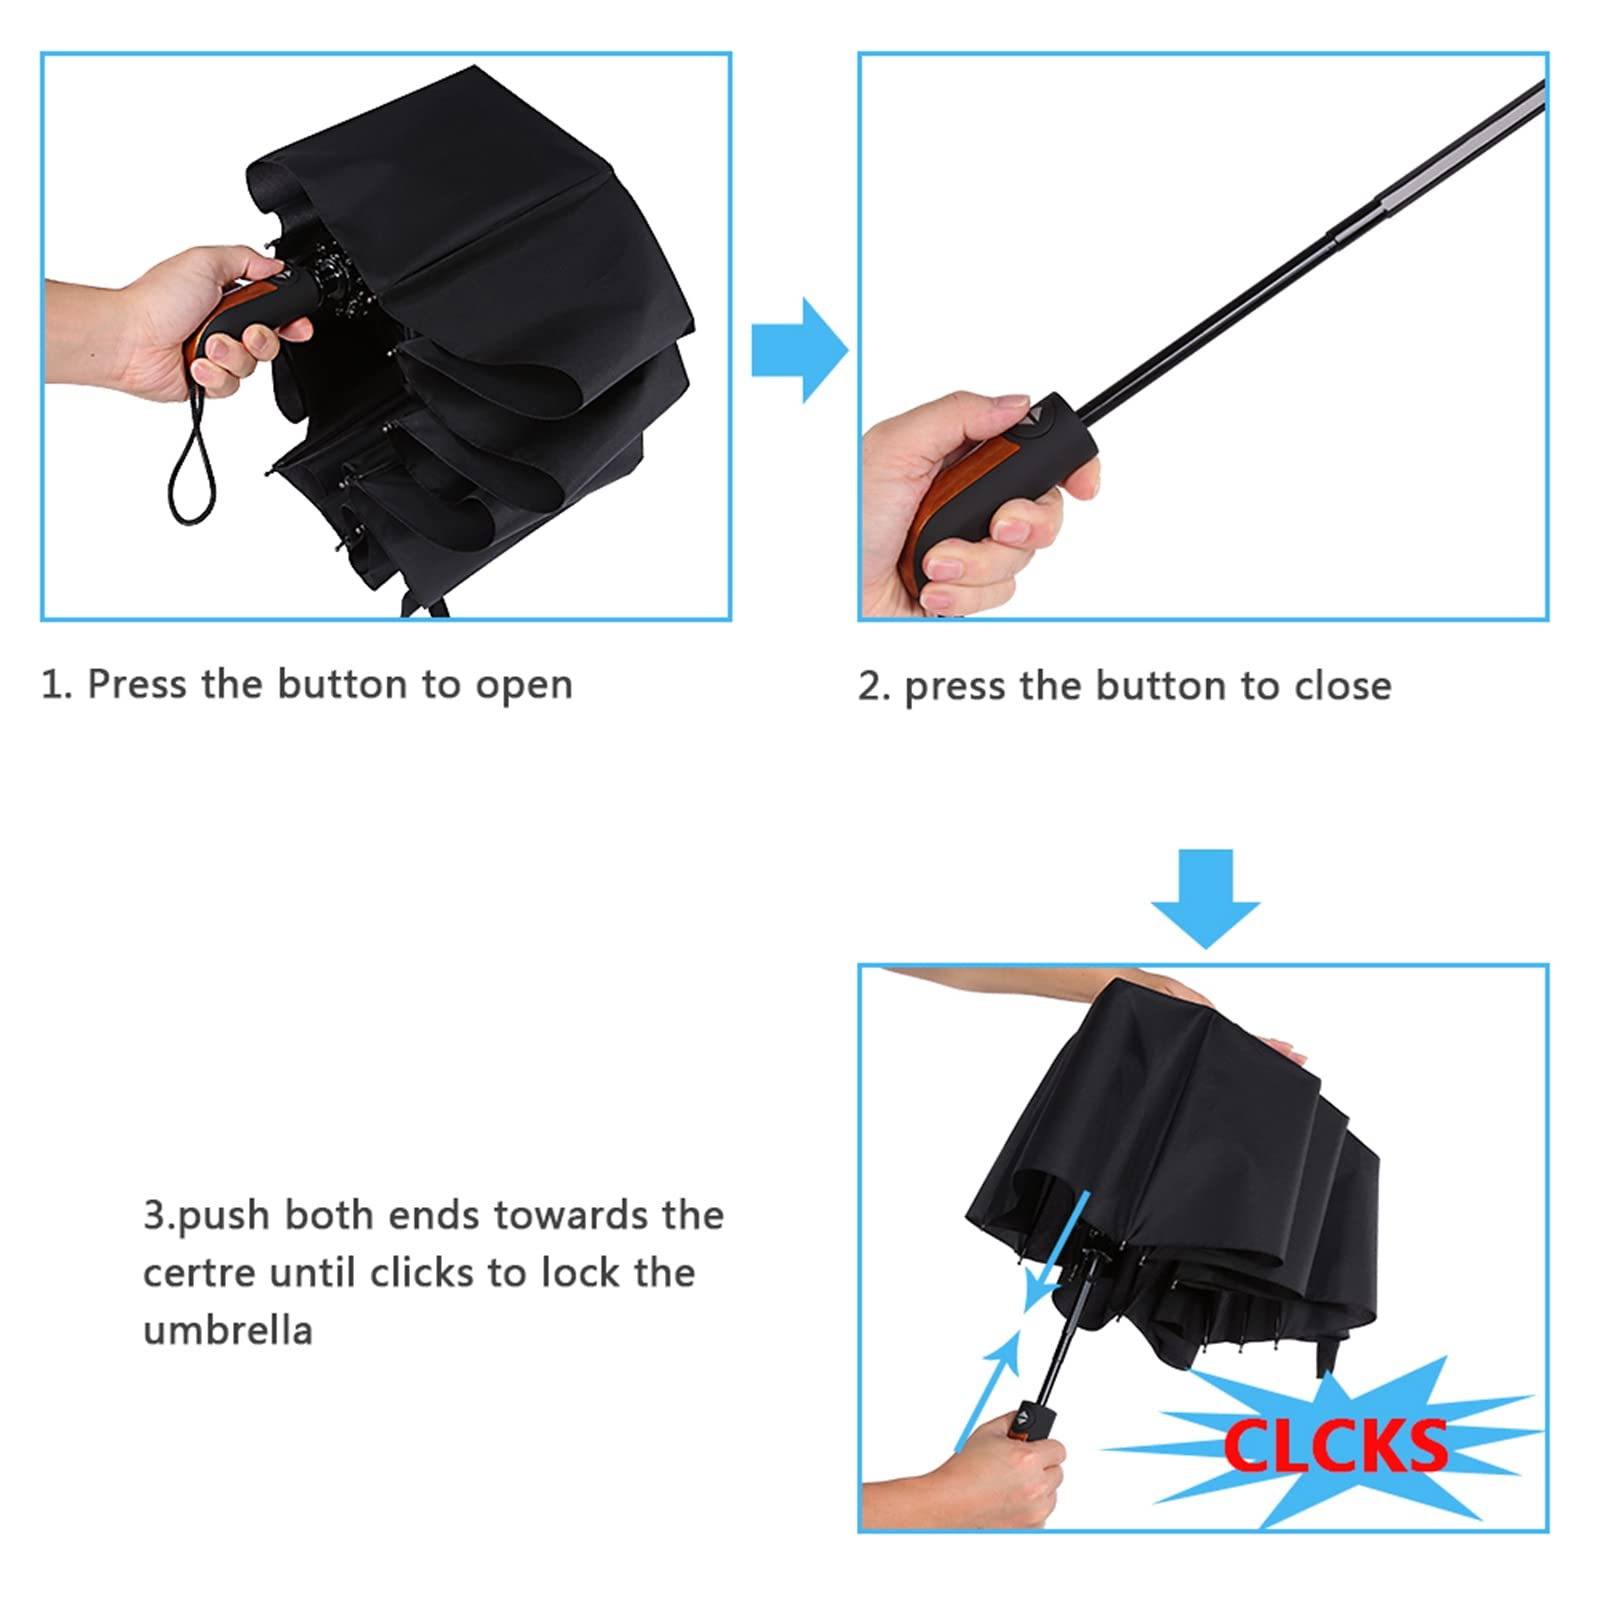 1. Press the button to open
2. press the button to close
3.push both ends towards the
certre until clicks to lock the
umbrella
CLCKS